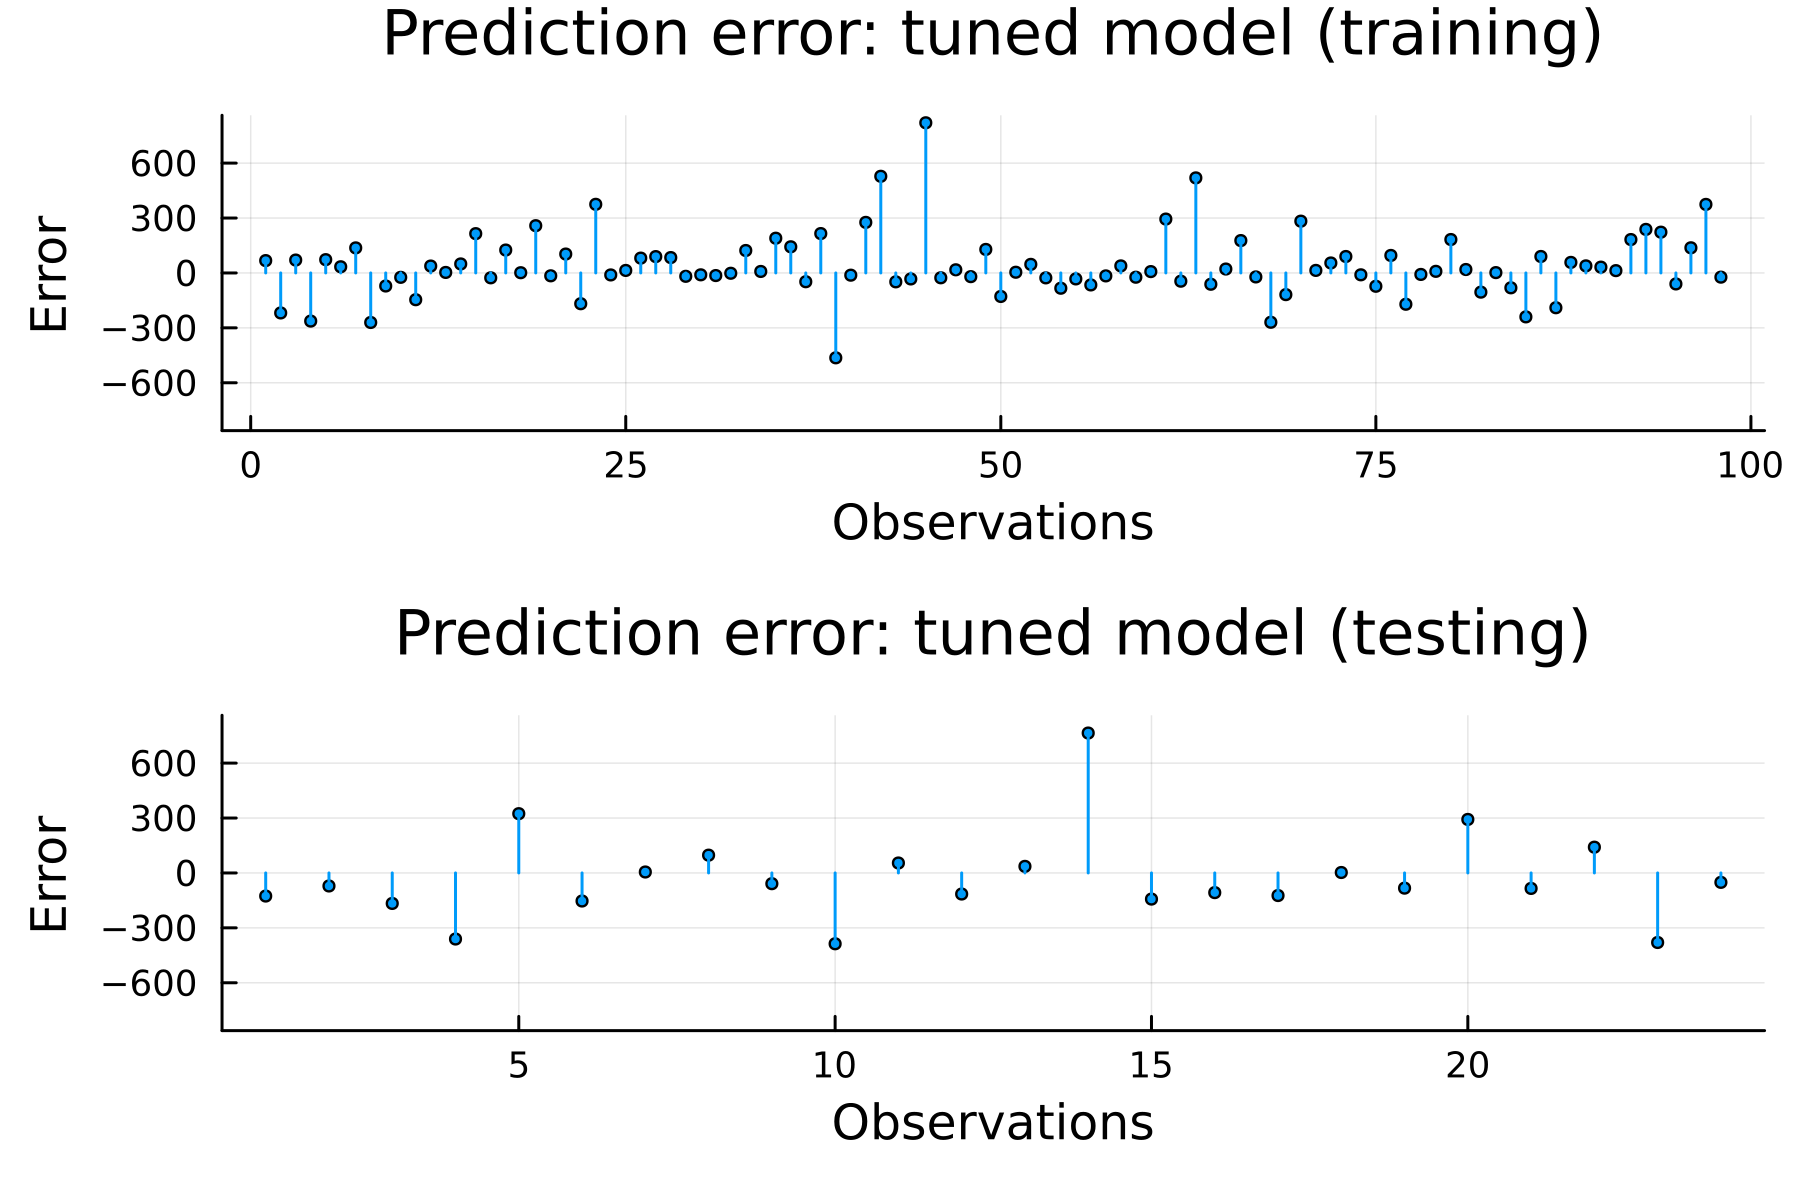 Prediction error: tuned model (training)
Error
600
300
0
−300
−600
0 25 50 75 100
Observations
Prediction error: tuned model (testing)
Error
600
300
0
−300
−600
5 10 15 20
Observations